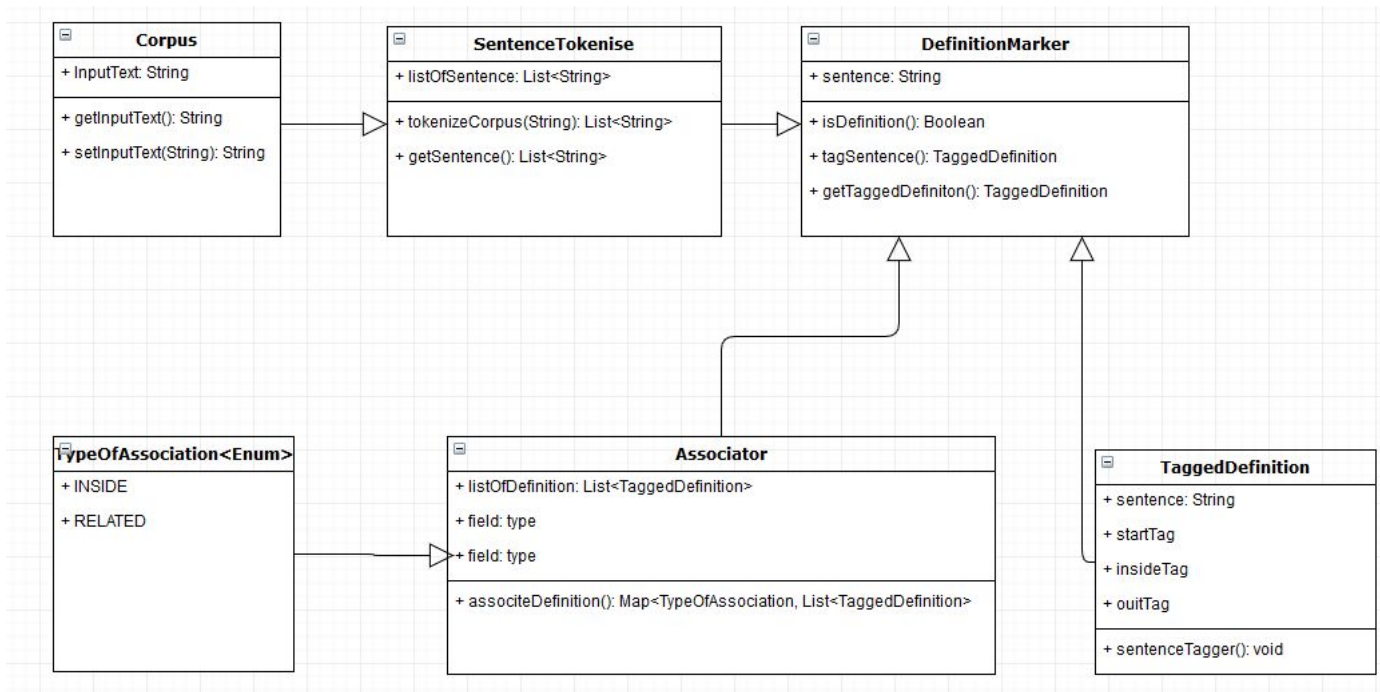 Corpus
+ InputText: String
+ getInputText(): String
+ setInputText(String): String
SentenceTokenise
+ listOfSentence: List<String>
+ tokenizeCorpus(String): List<String>
+ getSentence(): List<String>
DefinitionMarker
+ sentence: String
+ isDefinition(): Boolean
+ tagSentence(): TaggedDefinition
+ getTaggedDefiniton(): TaggedDefinition
TypeOfAssociation<Enum>
+ INSIDE
+ RELATED
Associator
+ listOfDefinition: List<TaggedDefinition>
+ field: type
+ field: type
+ associteDefinition(): Map<TypeOfAssociation, List<TaggedDefinition>
TaggedDefinition
+ sentence: String
+ startTag
+ insideTag
+ ouitTag
+ sentenceTagger(): void